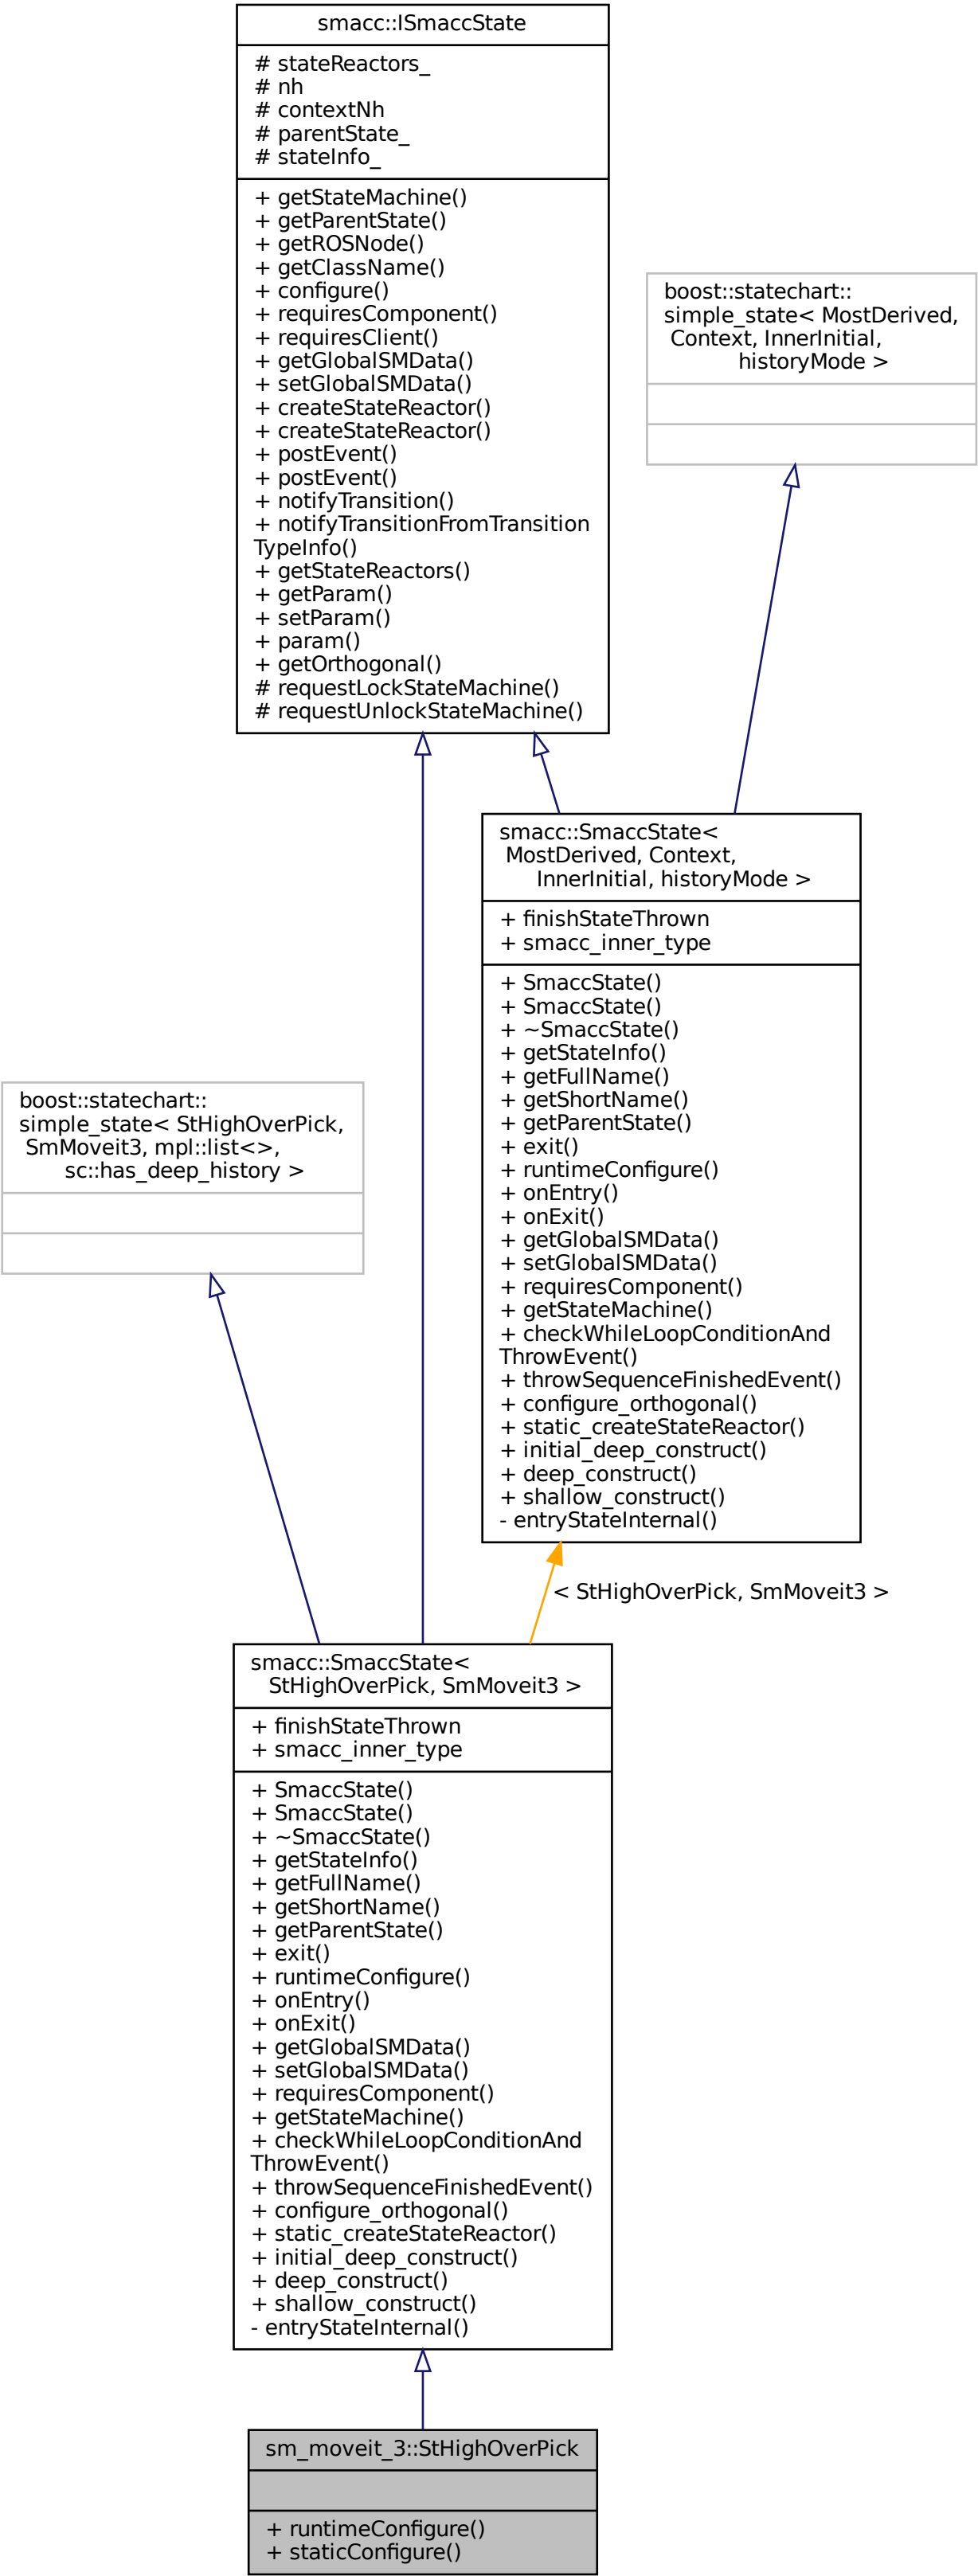 smacc::ISmaccState
# stateReactors_
# nh
# contextNh
# parentState_
# stateInfo_
+ getStateMachine()
+ getParentState()
+ getROSNode()
+ getClassName()
+ configure()
+ requiresComponent()
+ requiresClient()
+ getGlobalSMData()
+ setGlobalSMData()
+ createStateReactor()
+ createStateReactor()
+ postEvent()
+ postEvent()
+ notifyTransition()
+ notifyTransitionFromTransition
TypeInfo()
+ getStateReactors()
+ getParam()
+ setParam()
+ param()
+ getOrthogonal()
# requestLockStateMachine()
# requestUnlockStateMachine()
boost::statechart::
simple_state< MostDerived,
Context, InnerInitial,
historyMode >
smacc::SmaccState<
MostDerived, Context,
InnerInitial, historyMode >
+ finishStateThrown
+ smacc_inner_type
+ SmaccState()
+ SmaccState()
+ ~SmaccState()
+ getStateInfo()
+ getFullName()
+ getShortName()
+ getParentState()
+ exit()
+ runtimeConfigure()
+ onEntry()
+ onExit()
+ getGlobalSMData()
+ setGlobalSMData()
+ requiresComponent()
+ getStateMachine()
+ checkWhileLoopConditionAnd
ThrowEvent()
+ throwSequenceFinishedEvent()
+ configure_orthogonal()
+ static_createStateReactor()
+ initial_deep_construct()
+ deep_construct()
+ shallow_construct()
- entryStateInternal()
boost::statechart::
simple_state< StHighOverPick,
SmMoveit3, mpl::list<>,
sc::has_deep_history >
< StHighOverPick, SmMoveit3 >
smacc::SmaccState<
StHighOverPick, SmMoveit3 >
+ finishStateThrown
+ smacc_inner_type
+ SmaccState()
+ SmaccState()
+ ~SmaccState()
+ getStateInfo()
+ getFullName()
+ getShortName()
+ getParentState()
+ exit()
+ runtimeConfigure()
+ onEntry()
+ onExit()
+ getGlobalSMData()
+ setGlobalSMData()
+ requiresComponent()
+ getStateMachine()
+ checkWhileLoopConditionAnd
ThrowEvent()
+ throwSequenceFinishedEvent()
+ configure_orthogonal()
+ static_createStateReactor()
+ initial_deep_construct()
+ deep_construct()
+ shallow_construct()
- entryStateInternal()
sm_moveit_3::StHighOverPick
+ runtimeConfigure()
+ staticConfigure()